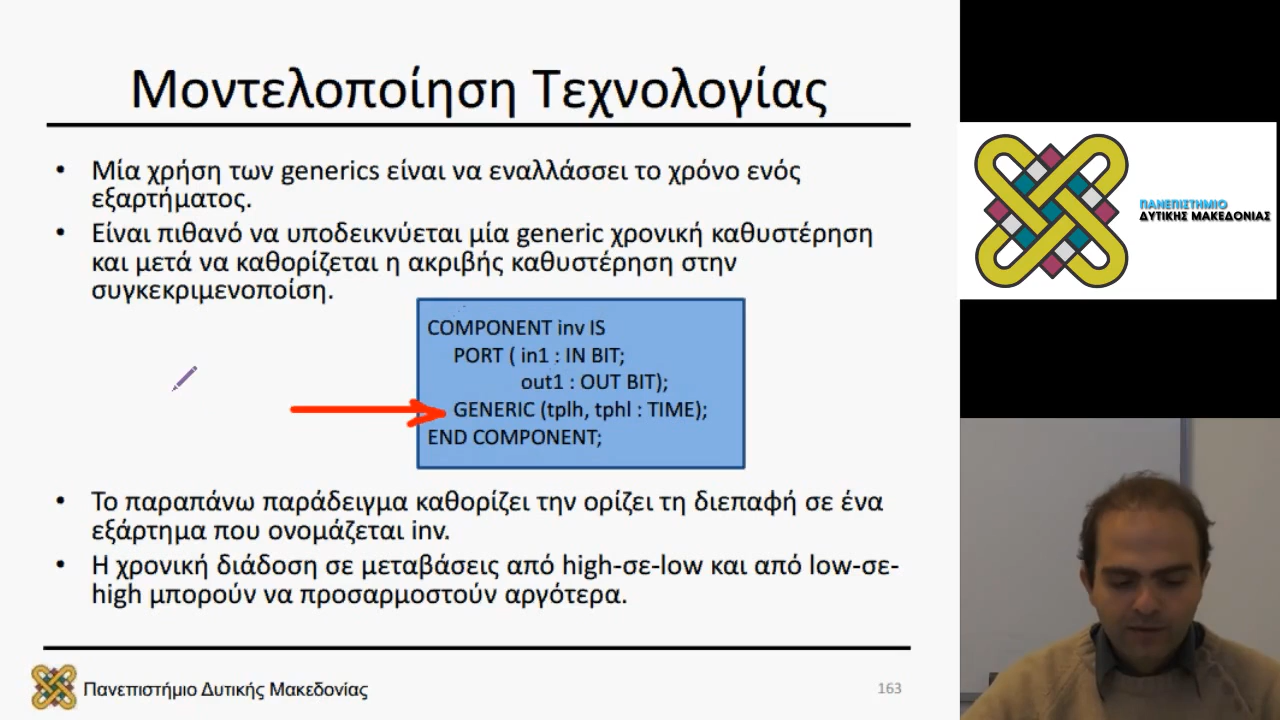 Μοντελοποίηση Τεχνολογίας
• Μία χρήση των generics είναι να εναλλάσσει το χρόνο ενός
εξαρτήματος.
• Είναι πιθανό να υποδεικνύεται μία generic χρονική καθυστέρηση
και μετά να καθορίζεται η ακριβής καθυστέρηση στην
συγκεκριμενοποίση.
COMPONENT inv IS
PORT ( in1 : IN BIT;
out1 : OUT BIT);
GENERIC (tplh, tphl : TIME);
END COMPONENT;
• Το παραπάνω παράδειγμα καθορίζει την ορίζει τη διεπαφή σε ένα
εξάρτημα που ονομάζεται inv.
• Η χρονική διάδοση σε μεταβάσεις από high-σε-low και από low-σε-
high μπορούν να προσαρμοστούν αργότερα.
Πανεπιστήμιο Δυτικής Μακεδονίας
163
ΠΑΝΕΠΙΣΤΗΜΙΟ
ΔΥΤΙΚΗΣ ΜΑΚΕΔΟΝΙΑΣ